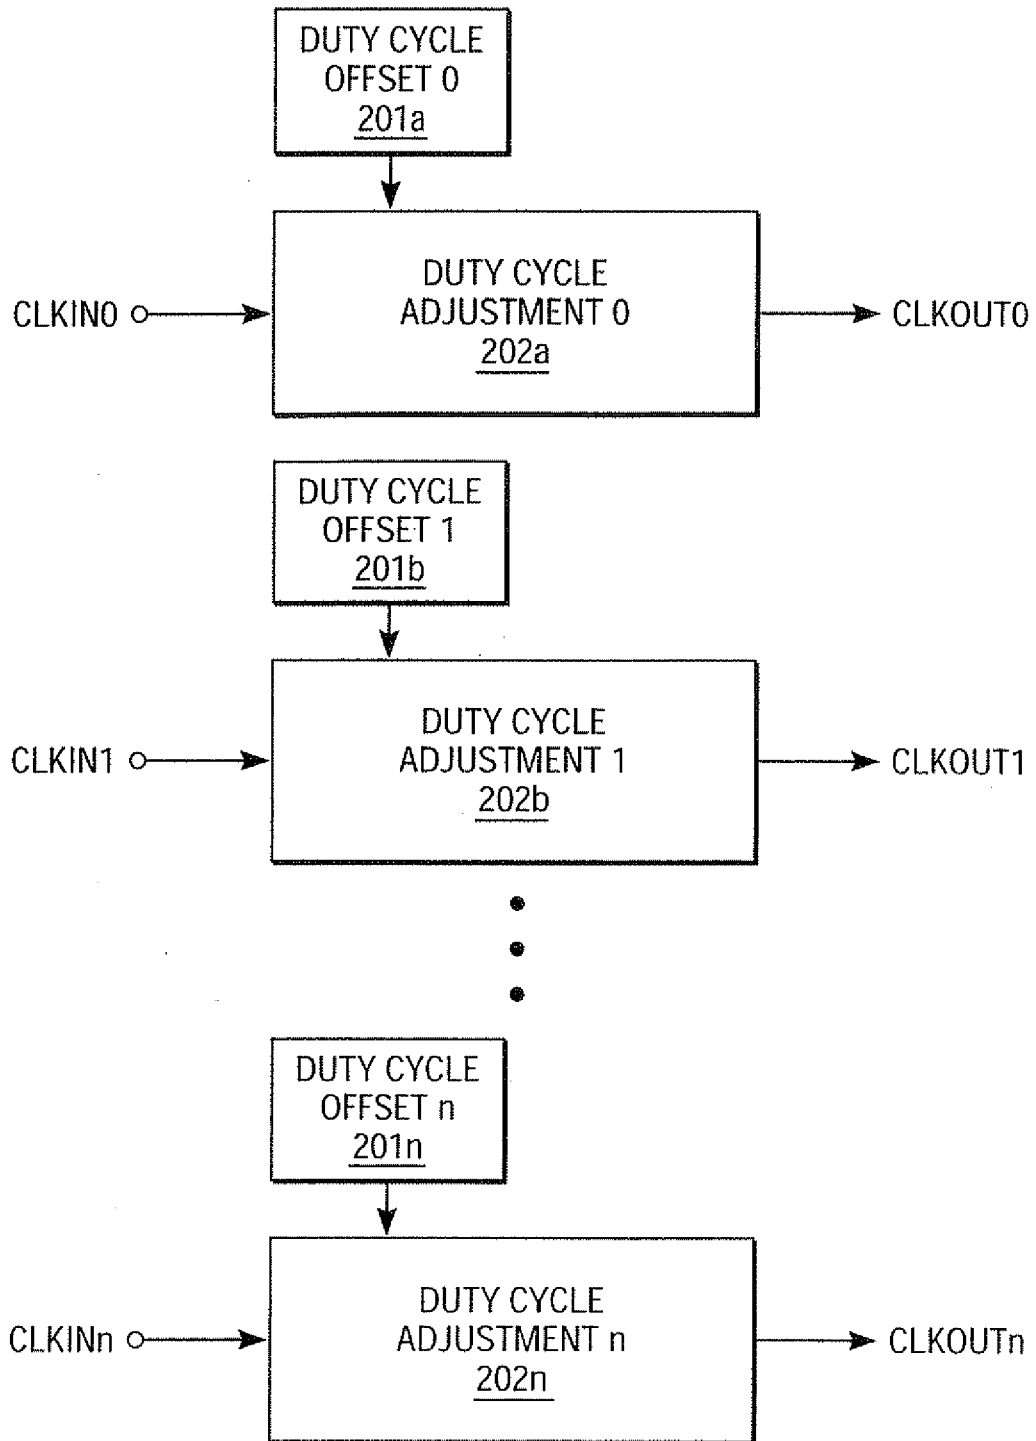 DUTY CYCLE
OFFSET 0
201a
CLKIN0
DUTY CYCLE
ADJUSTMENT 0
202a
CLKOUT0
DUTY CYCLE
OFFSET 1
201b
CLKIN1
DUTY CYCLE
ADJUSTMENT 1
202b
CLKOUT1
DUTY CYCLE
OFFSET n
201n
CLKINn
DUTY CYCLE
ADJUSTMENT n
202n
CLKOUTn